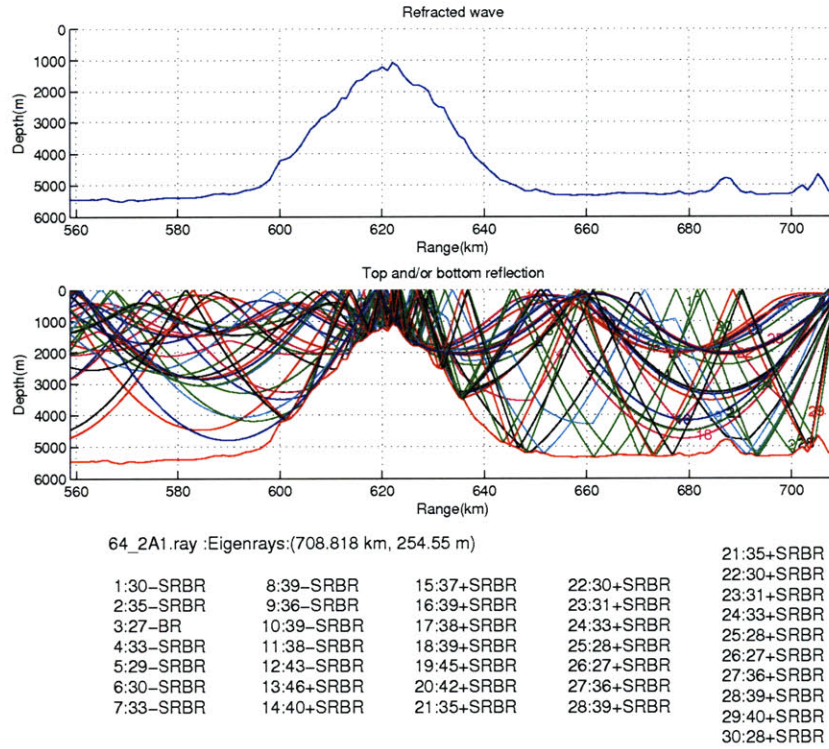 Refracted wave
0
1000
2000
3000
4000
5000
6000
Depth(m)
560 580 600 620 640 660 680 700
Range(km)
Top and/or bottom reflection
0
1000
2000
3000
4000
5000
6000
Depth(m)
18
29
560 580 600 620 640 660 680 700
Range(km)
64_2A1.ray :Eigenrays:(708.818 km, 254.55 m)
1:30−SRBR
2:35−SRBR
3:27−BR
4:33−SRBR
5:29−SRBR
6:30−SRBR
7:33−SRBR
8:39−SRBR
9:36−SRBR
10:39−SRBR
11:38−SRBR
12:43−SRBR
13:46+SRBR
14:40+SRBR
15:37+SRBR
16:39+SRBR
17:38+SRBR
18:39+SRBR
19:45+SRBR
20:42+SRBR
21:35+SRBR
22:30+SRBR
23:31+SRBR
24:33+SRBR
25:28+SRBR
26:27+SRBR
27:36+SRBR
28:39+SRBR
21:35+SRBR
22:30+SRBR
23:31+SRBR
24:33+SRBR
25:28+SRBR
26:27+SRBR
27:36+SRBR
28:39+SRBR
29:40+SRBR
30:28+SRBR